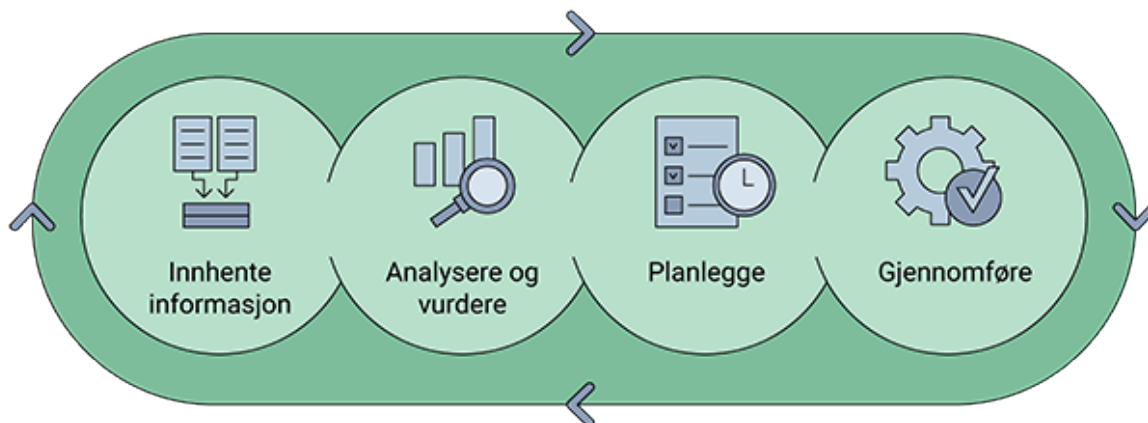 Innhente
informasjon
Analysere og
vurdere
Planlegge
Gjennomføre